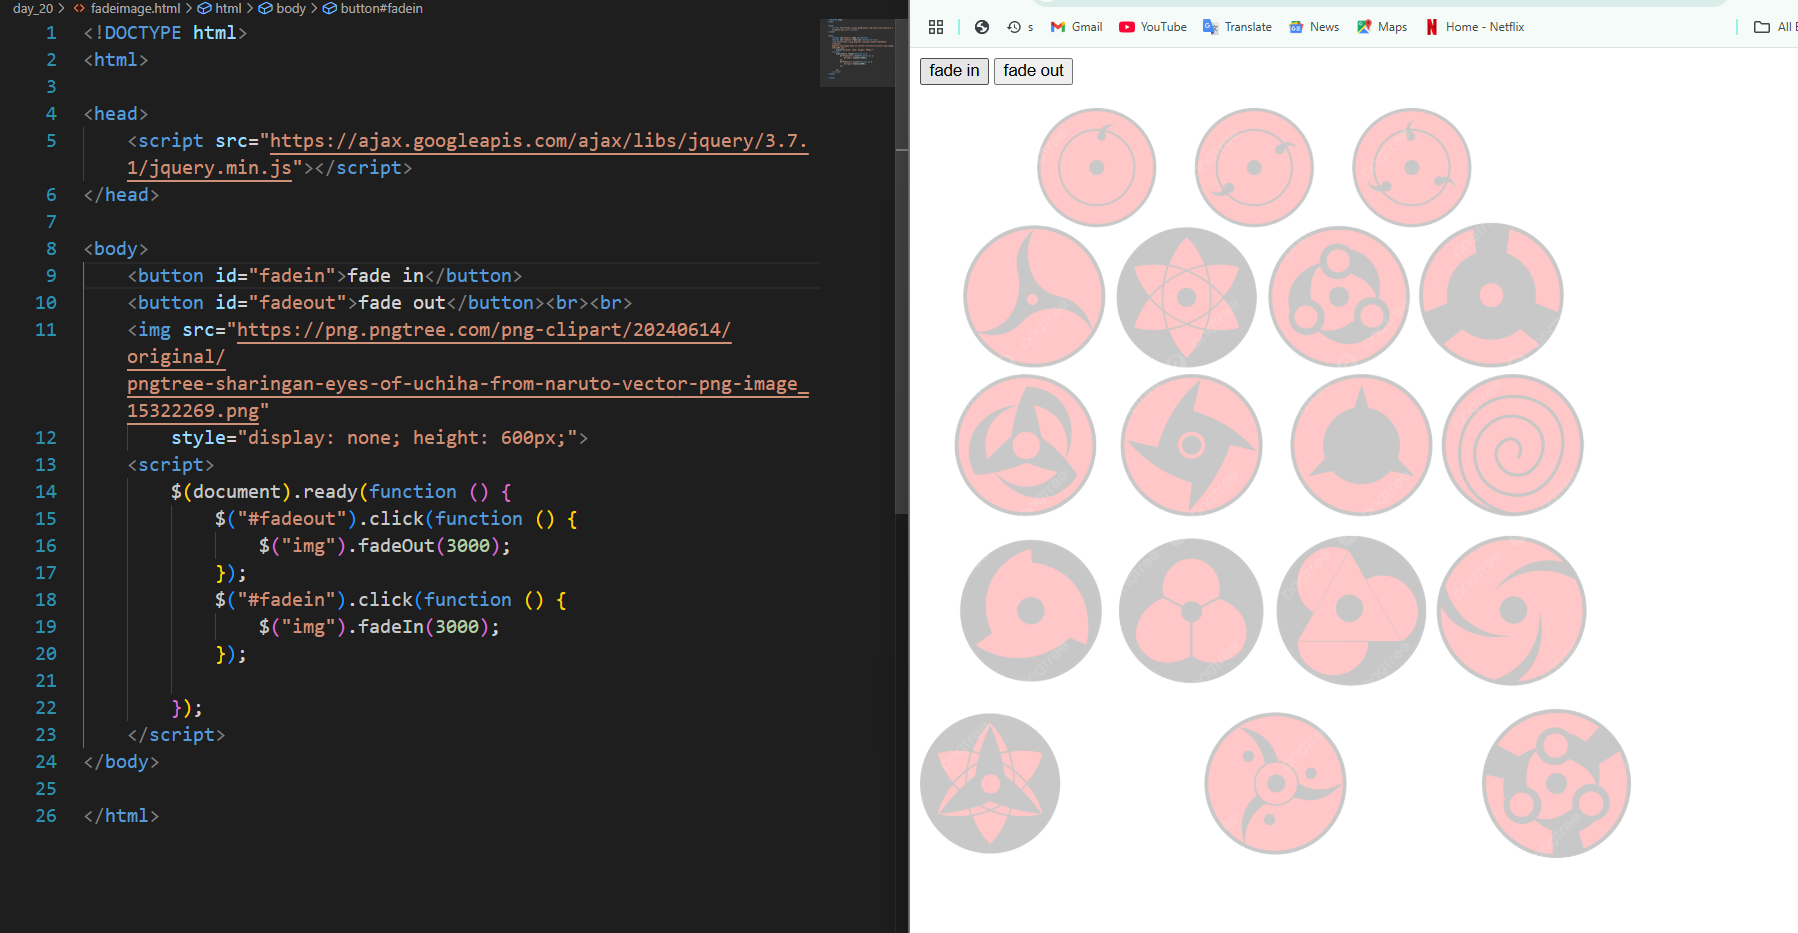 day_20 > <> fadeimage.html > html > body > button#fadein
1 <!DOCTYPE html>
2 <html>
3
4 <head>
5 <script src="https://ajax.googleapis.com/ajax/libs/jquery/3.7.
1/jquery.min.js"></script>
6 </head>
7
8 <body>
9 <button id="fadein">fade in</button>
10 <button id="fadeout">fade out</button><br><br>
11 <img src="https://png.pngtree.com/png-clipart/20240614/
original/
pngtree-sharingan-eyes-of-uchiha-from-naruto-vector-png-image_
15322269.png"
12 style="display: none; height: 600px;">
13 <script>
14 $(document).ready(function () {
15 $("#fadeout").click(function () {
16 $("img").fadeOut(3000);
17 });
18 $("#fadein").click(function () {
19 $("img").fadeIn(3000);
20 });
21
22 });
23 </script>
24 </body>
25
26 </html>
s Gmail YouTube Translate News Maps Home - Netflix All
fade in fade out